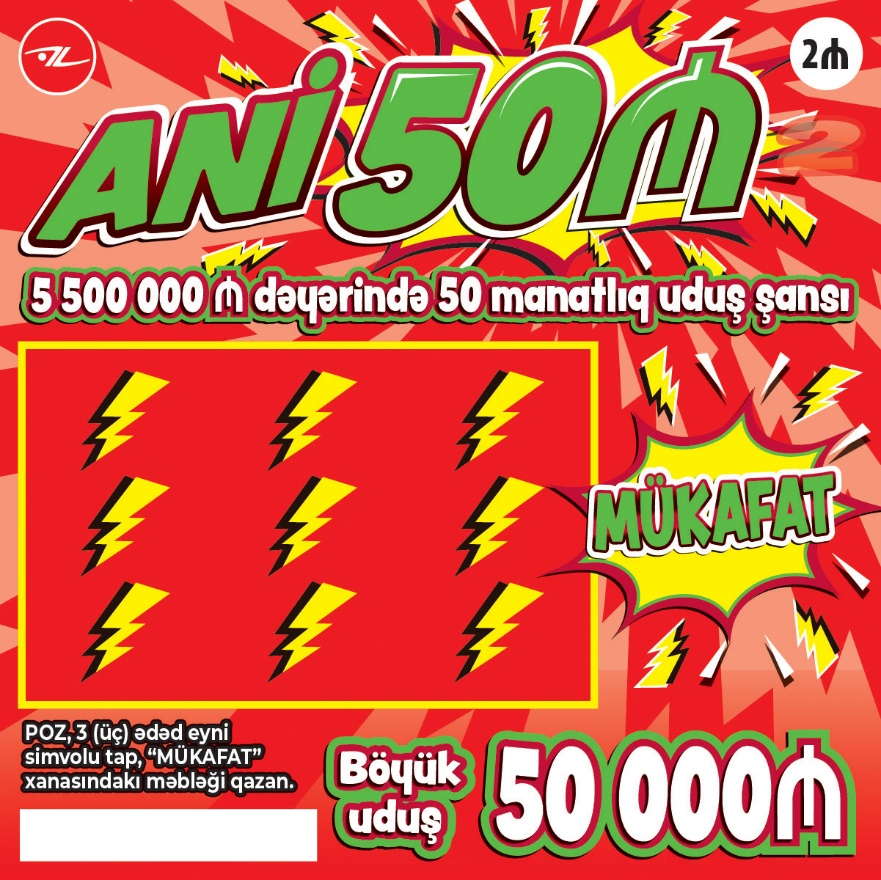 2₼
ANİ 50₼
2
5 500 000 ₼ dəyərində 50 manatlıq uduş şansı
MÜKAFAT
POZ, 3 (üç) ədəd eyni
simvolu tap, “MÜKAFAT”
xanasındakı məbləği qazan.
Böyük
uduş
50 000₼